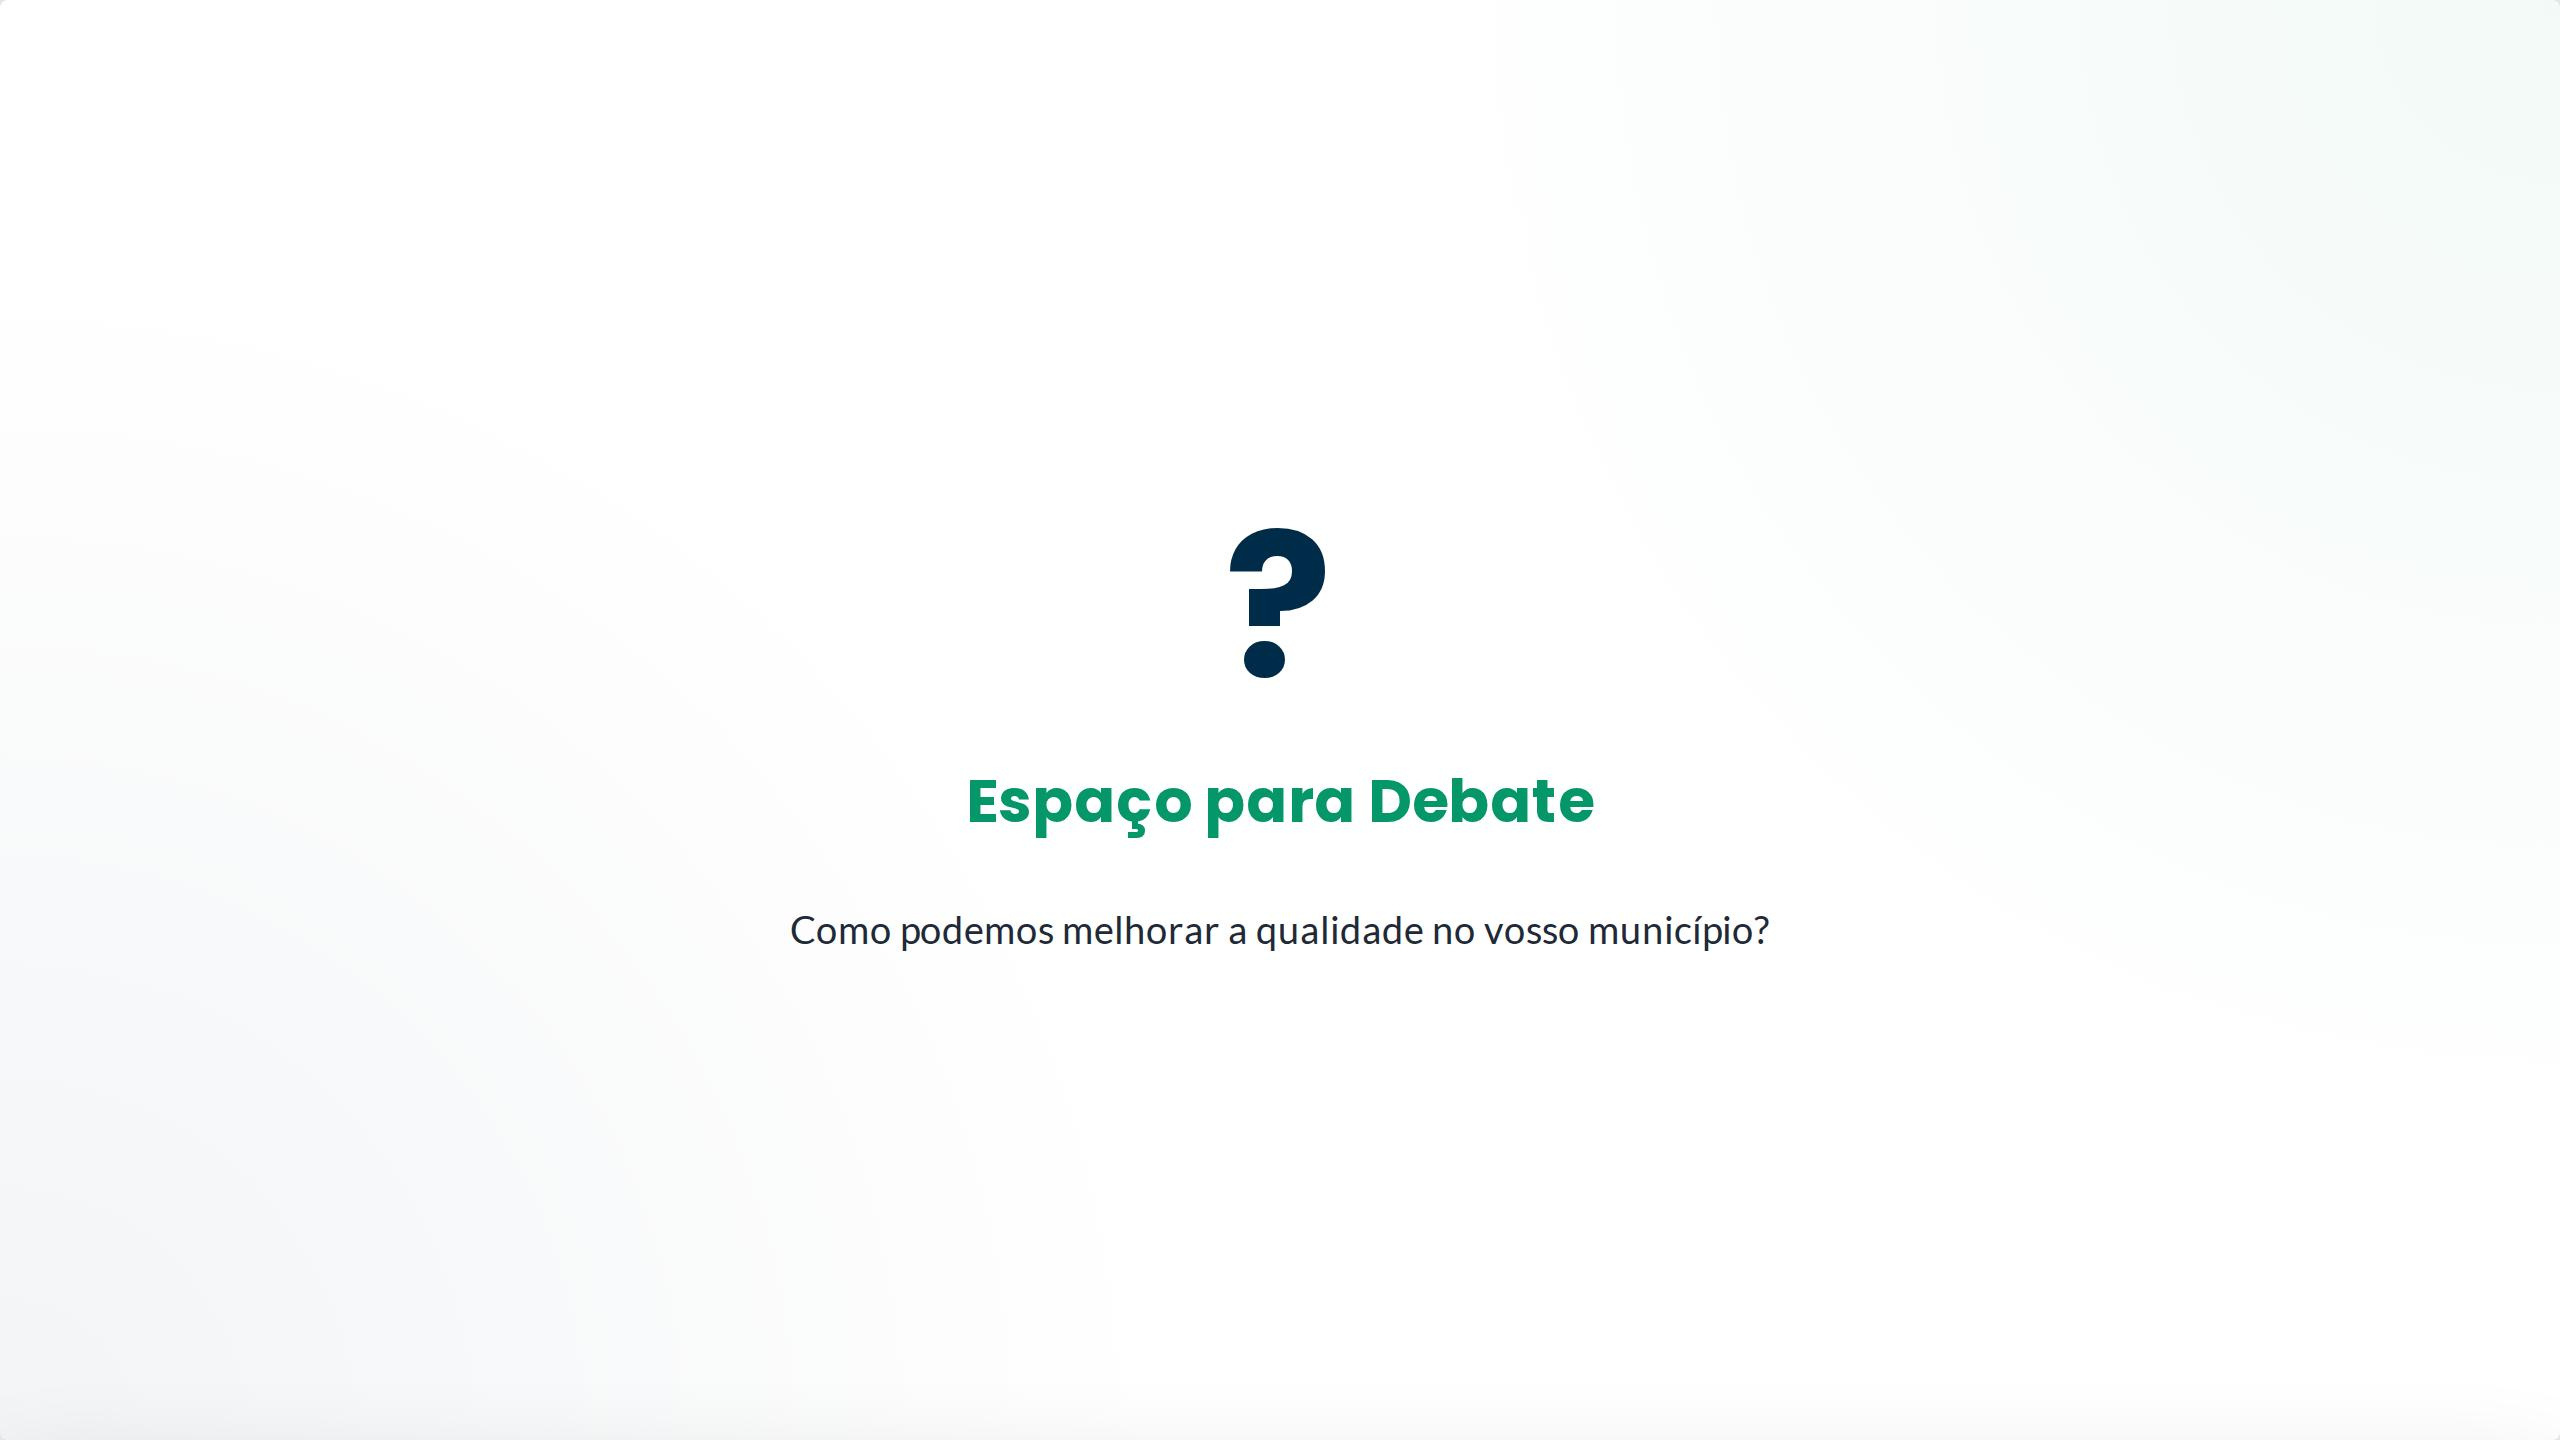 ?
Espaço para Debate
Como podemos melhorar a qualidade no vosso município?